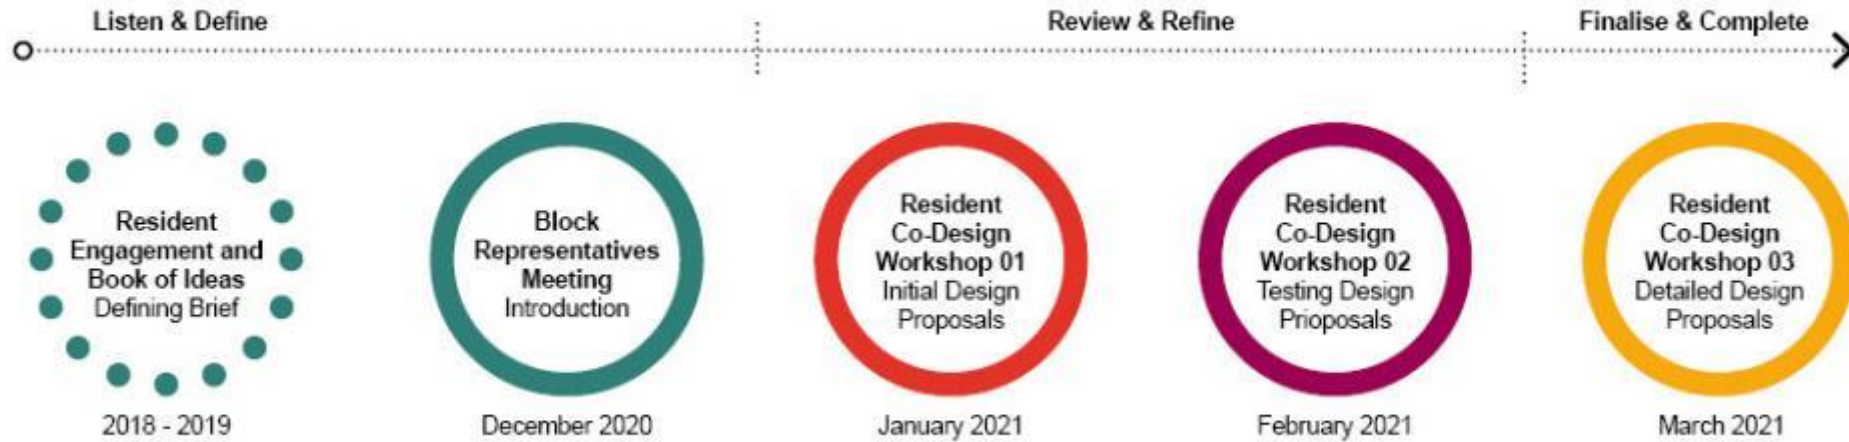 Listen & Define
Review & Refine
Finalise & Complete
Resident
Engagement and
Book of Ideas
Defining Brief
2018 - 2019
Block
Representatives
Meeting
Introduction
December 2020
Resident
Co-Design
Workshop 01
Initial Design
Proposals
January 2021
Resident
Co-Design
Workshop 02
Testing Design
Prioposals
February 2021
Resident
Co-Design
Workshop 03
Detailed Design
Proposals
March 2021